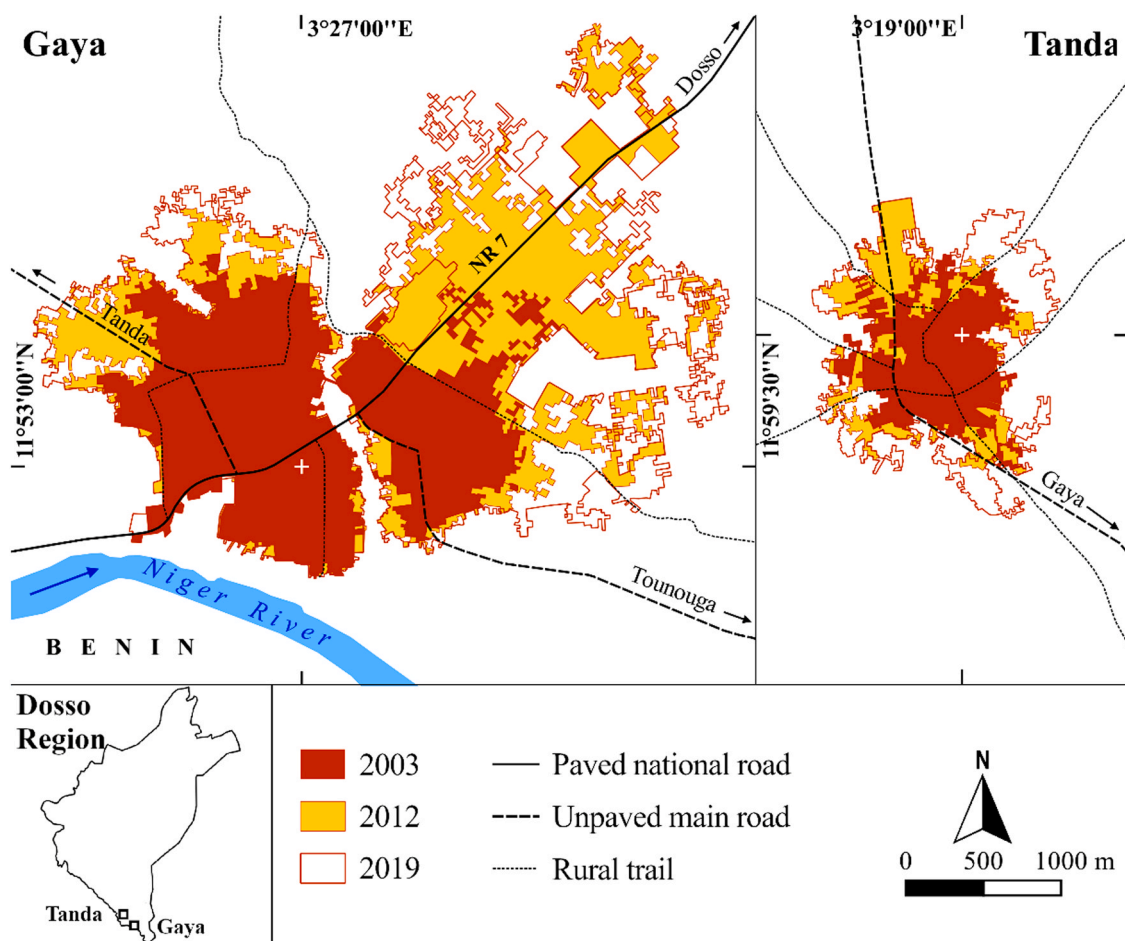 Gaya
3°27'00''E
Dosso
NR 7
Tanda
11°53'00''N
Tounouga
Niger River
BENIN
3°19'00''E
Tanda
11°59'30''N
Gaya
Dosso
Region
Tanda
Gaya
2003
2012
2019
Paved national road
Unpaved main road
Rural trail
N
0 500 1000 m